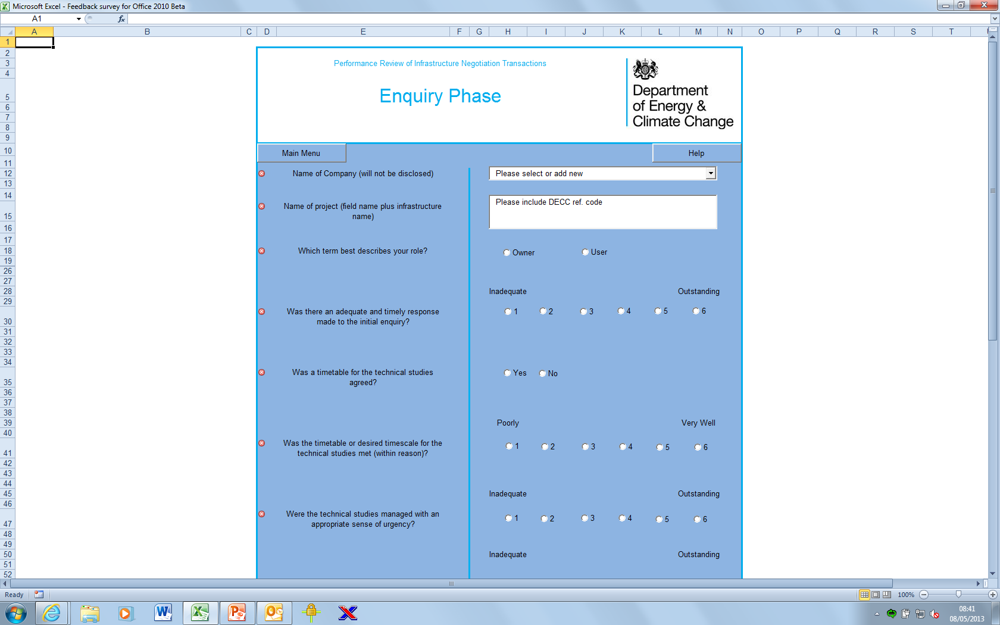 Microsoft Excel - Feedback survey for Office 2010 Beta
A1
fx
A B C D E F G H I J K L M N O P Q R S T
1
2
3
4
5
6
7
8
9
10
11
12
13
14
15
16
17
18
19
26
27
28
29
30
31
32
33
34
35
36
37
38
39
40
41
42
43
44
45
46
47
48
49
50
51
52
Performance Review of Infrastructure Negotiation Transactions
Enquiry Phase
Department
of Energy &
Climate Change
Main Menu
Help
Name of Company (will not be disclosed)
Please select or add new
Name of project (field name plus infrastructure
name)
Please include DECC ref. code
Which term best describes your role?
Owner User
Inadequate Outstanding
Was there an adequate and timely response
made to the initial enquiry?
1 2 3 4 5 6
Was a timetable for the technical studies
agreed?
Yes No
Poorly Very Well
Was the timetable or desired timescale for the
technical studies met (within reason)?
1 2 3 4 5 6
Inadequate Outstanding
Were the technical studies managed with an
appropriate sense of urgency?
1 2 3 4 5 6
Inadequate Outstanding
Ready
100%
08:41
08/05/2013